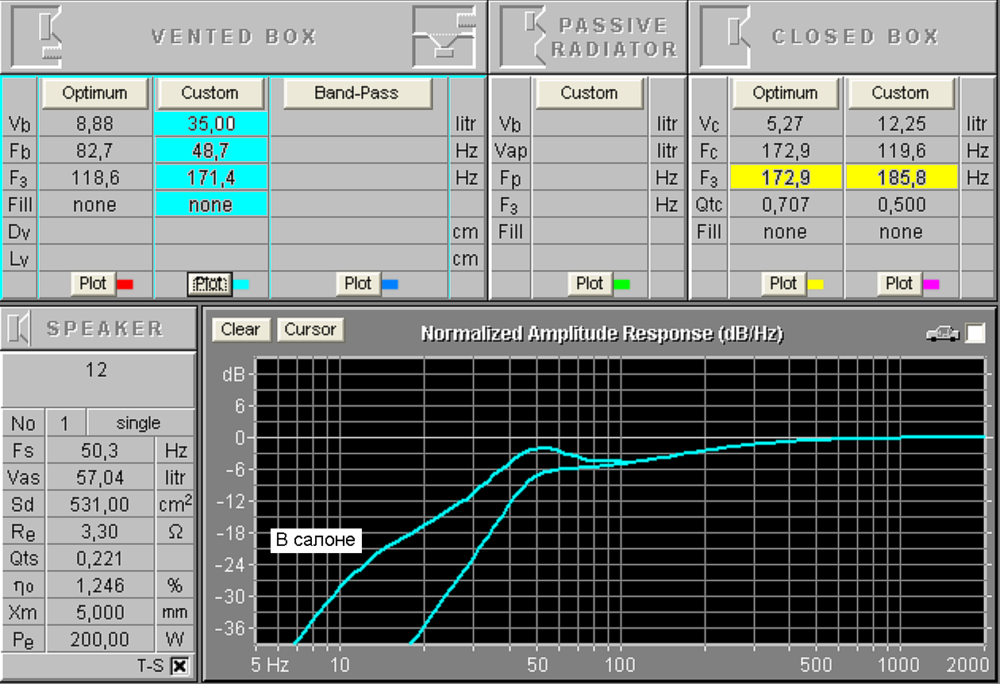 VENTED BOX
PASSIVE
RADIATOR
CLOSED BOX
Optimum Custom Band-Pass Custom Optimum Custom
Vb 8,88 35,00 litr Vb litr Vc 5,27 12,25 litr
Fb 82,7 48,7 Hz Vap litr Fc 172,9 119,6 Hz
F3 118,6 171,4 Hz Fp Hz F3 172,9 185,8 Hz
Fill none none F3 Hz Qtc 0,707 0,500
Dv cm Fill Fill none none
Lv cm
Plot Plot Plot Plot Plot Plot
SPEAKER
12
No 1 single
Fs 50,3 Hz
Vas 57,04 litr
Sd 531,00 cm²
Re 3,30 Ω
Qts 0,221
ηo 1,246 %
Xm 5,000 mm
Pe 200,00 W
T-S
Clear Cursor Normalized Amplitude Response (dB/Hz)
dB
6
0
-6
-12
-18
-24
-30
-36
В салоне
5 Hz 10 50 100 500 1000 2000